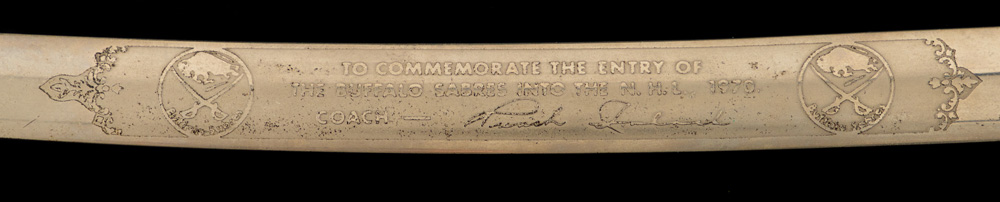 TO COMMEMORATE THE ENTRY OF
THE BUFFALO SABRES INTO THE N.H.L. 1970.
COACH —